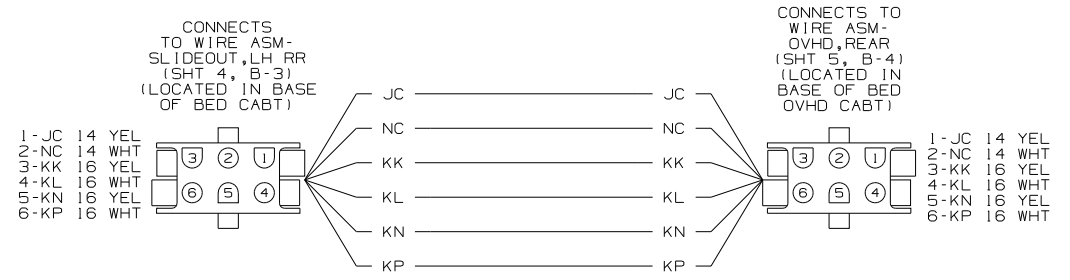 CONNECTS
TO WIRE ASM-
SLIDEOUT,LH RR
(SHT 4, B-3)
(LOCATED IN BASE
OF BED CABT)
CONNECTS TO
WIRE ASM-
OVHD,REAR
(SHT 5, B-4)
(LOCATED IN
BASE OF BED
OVHD CABT)
1-JC 14 YEL
2-NC 14 WHT
3-KK 16 YEL
4-KL 16 WHT
5-KN 16 YEL
6-KP 16 WHT
3 2 1
6 5 4
JC JC
NC NC
KK KK
KL KL
KN KN
KP KP
3 2 1
6 5 4
1-JC 14 YEL
2-NC 14 WHT
3-KK 16 YEL
4-KL 16 WHT
5-KN 16 YEL
6-KP 16 WHT